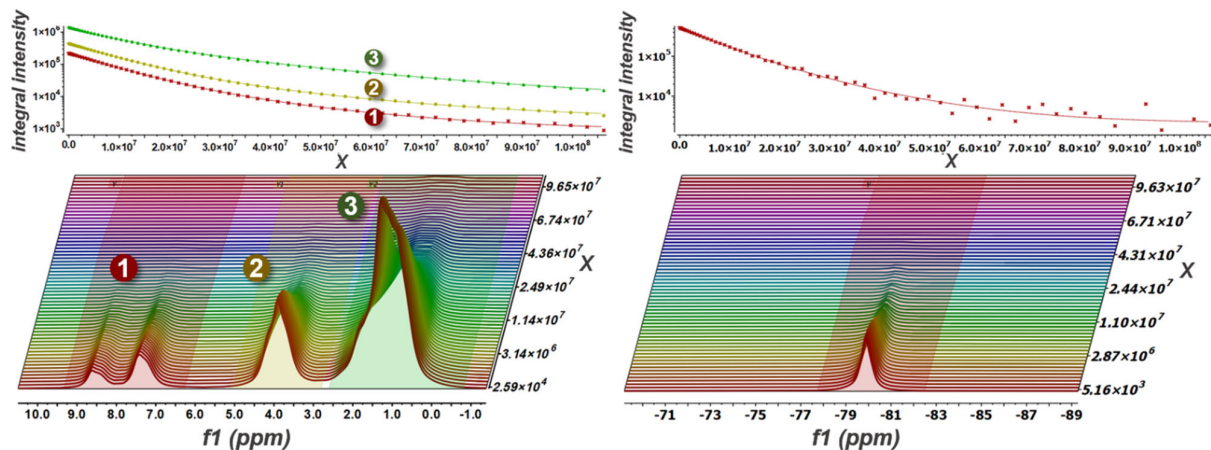 Integral intensity
1×10⁶
1×10⁵
1×10⁴
1×10³
3
2
1
0.0 1.0×10⁷ 2.0×10⁷ 3.0×10⁷ 4.0×10⁷ 5.0×10⁷ 6.0×10⁷ 7.0×10⁷ 8.0×10⁷ 9.0×10⁷ 1.0×10⁸
X
Y Y1 Y2
3
1
2
9.65×10⁷
6.74×10⁷
4.36×10⁷
X
2.49×10⁷
1.14×10⁷
3.14×10⁶
2.59×10⁴
10.0 9.0 8.0 7.0 6.0 5.0 4.0 3.0 2.0 1.0 0.0 -1.0
f1 (ppm)
Integral intensity
1×10⁵
1×10⁴
0.0 1.0×10⁷ 2.0×10⁷ 3.0×10⁷ 4.0×10⁷ 5.0×10⁷ 6.0×10⁷ 7.0×10⁷ 8.0×10⁷ 9.0×10⁷ 1.0×10⁸
X
Y
9.63×10⁷
6.71×10⁷
4.31×10⁷
X
2.44×10⁷
1.10×10⁷
2.87×10⁶
5.16×10³
-71 -73 -75 -77 -79 -81 -83 -85 -87 -89
f1 (ppm)